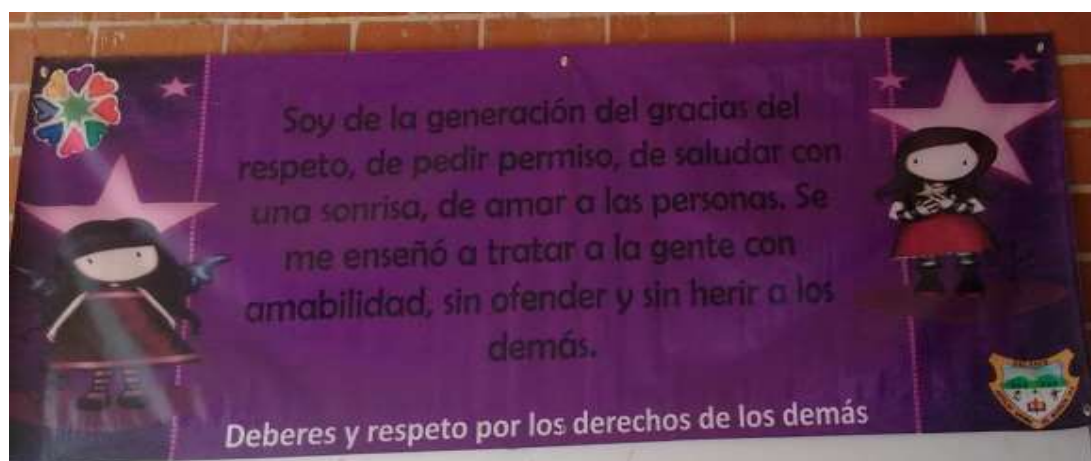 Soy de la generación del gracias del
respeto, de pedir permiso, de saludar con
una sonrisa, de amar a las personas. Se
me enseñó a tratar a la gente con
amabilidad, sin ofender y sin herir a los
demás.
Deberes y respeto por los derechos de los demás